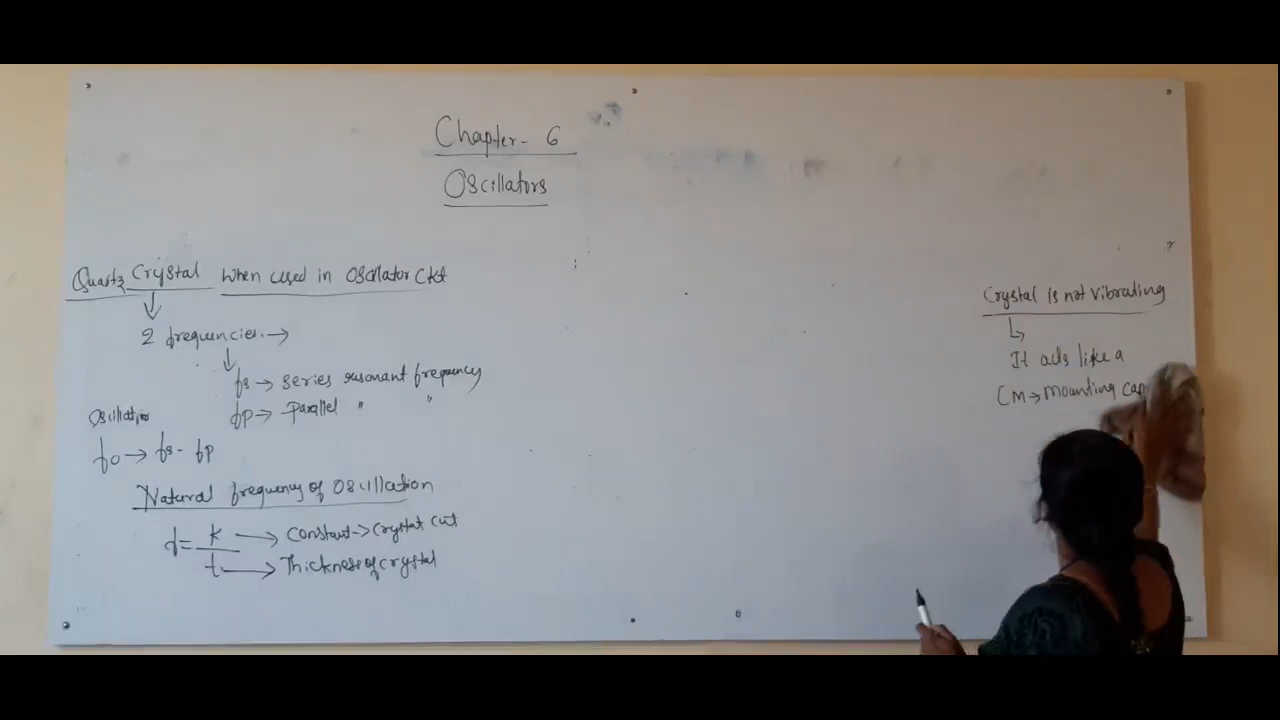 Chapter - 6
Oscillators
Quartz Crystal when used in Oscillator Ckt
2 frequencies →
fs → series resonant frequency
fp → Parallel " "
Oscillation
fo → fs - fp
Natural frequency of Oscillation
f = K → Constant → Crystal cut
t → Thickness of crystal
Crystal is not vibrating
It acts like a
CM → Mounting cap